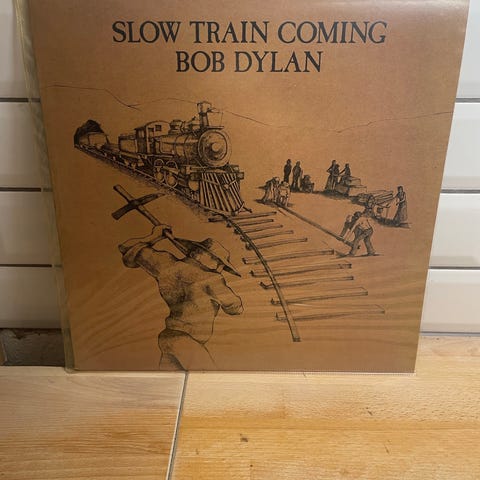 SLOW TRAIN COMING
BOB DYLAN